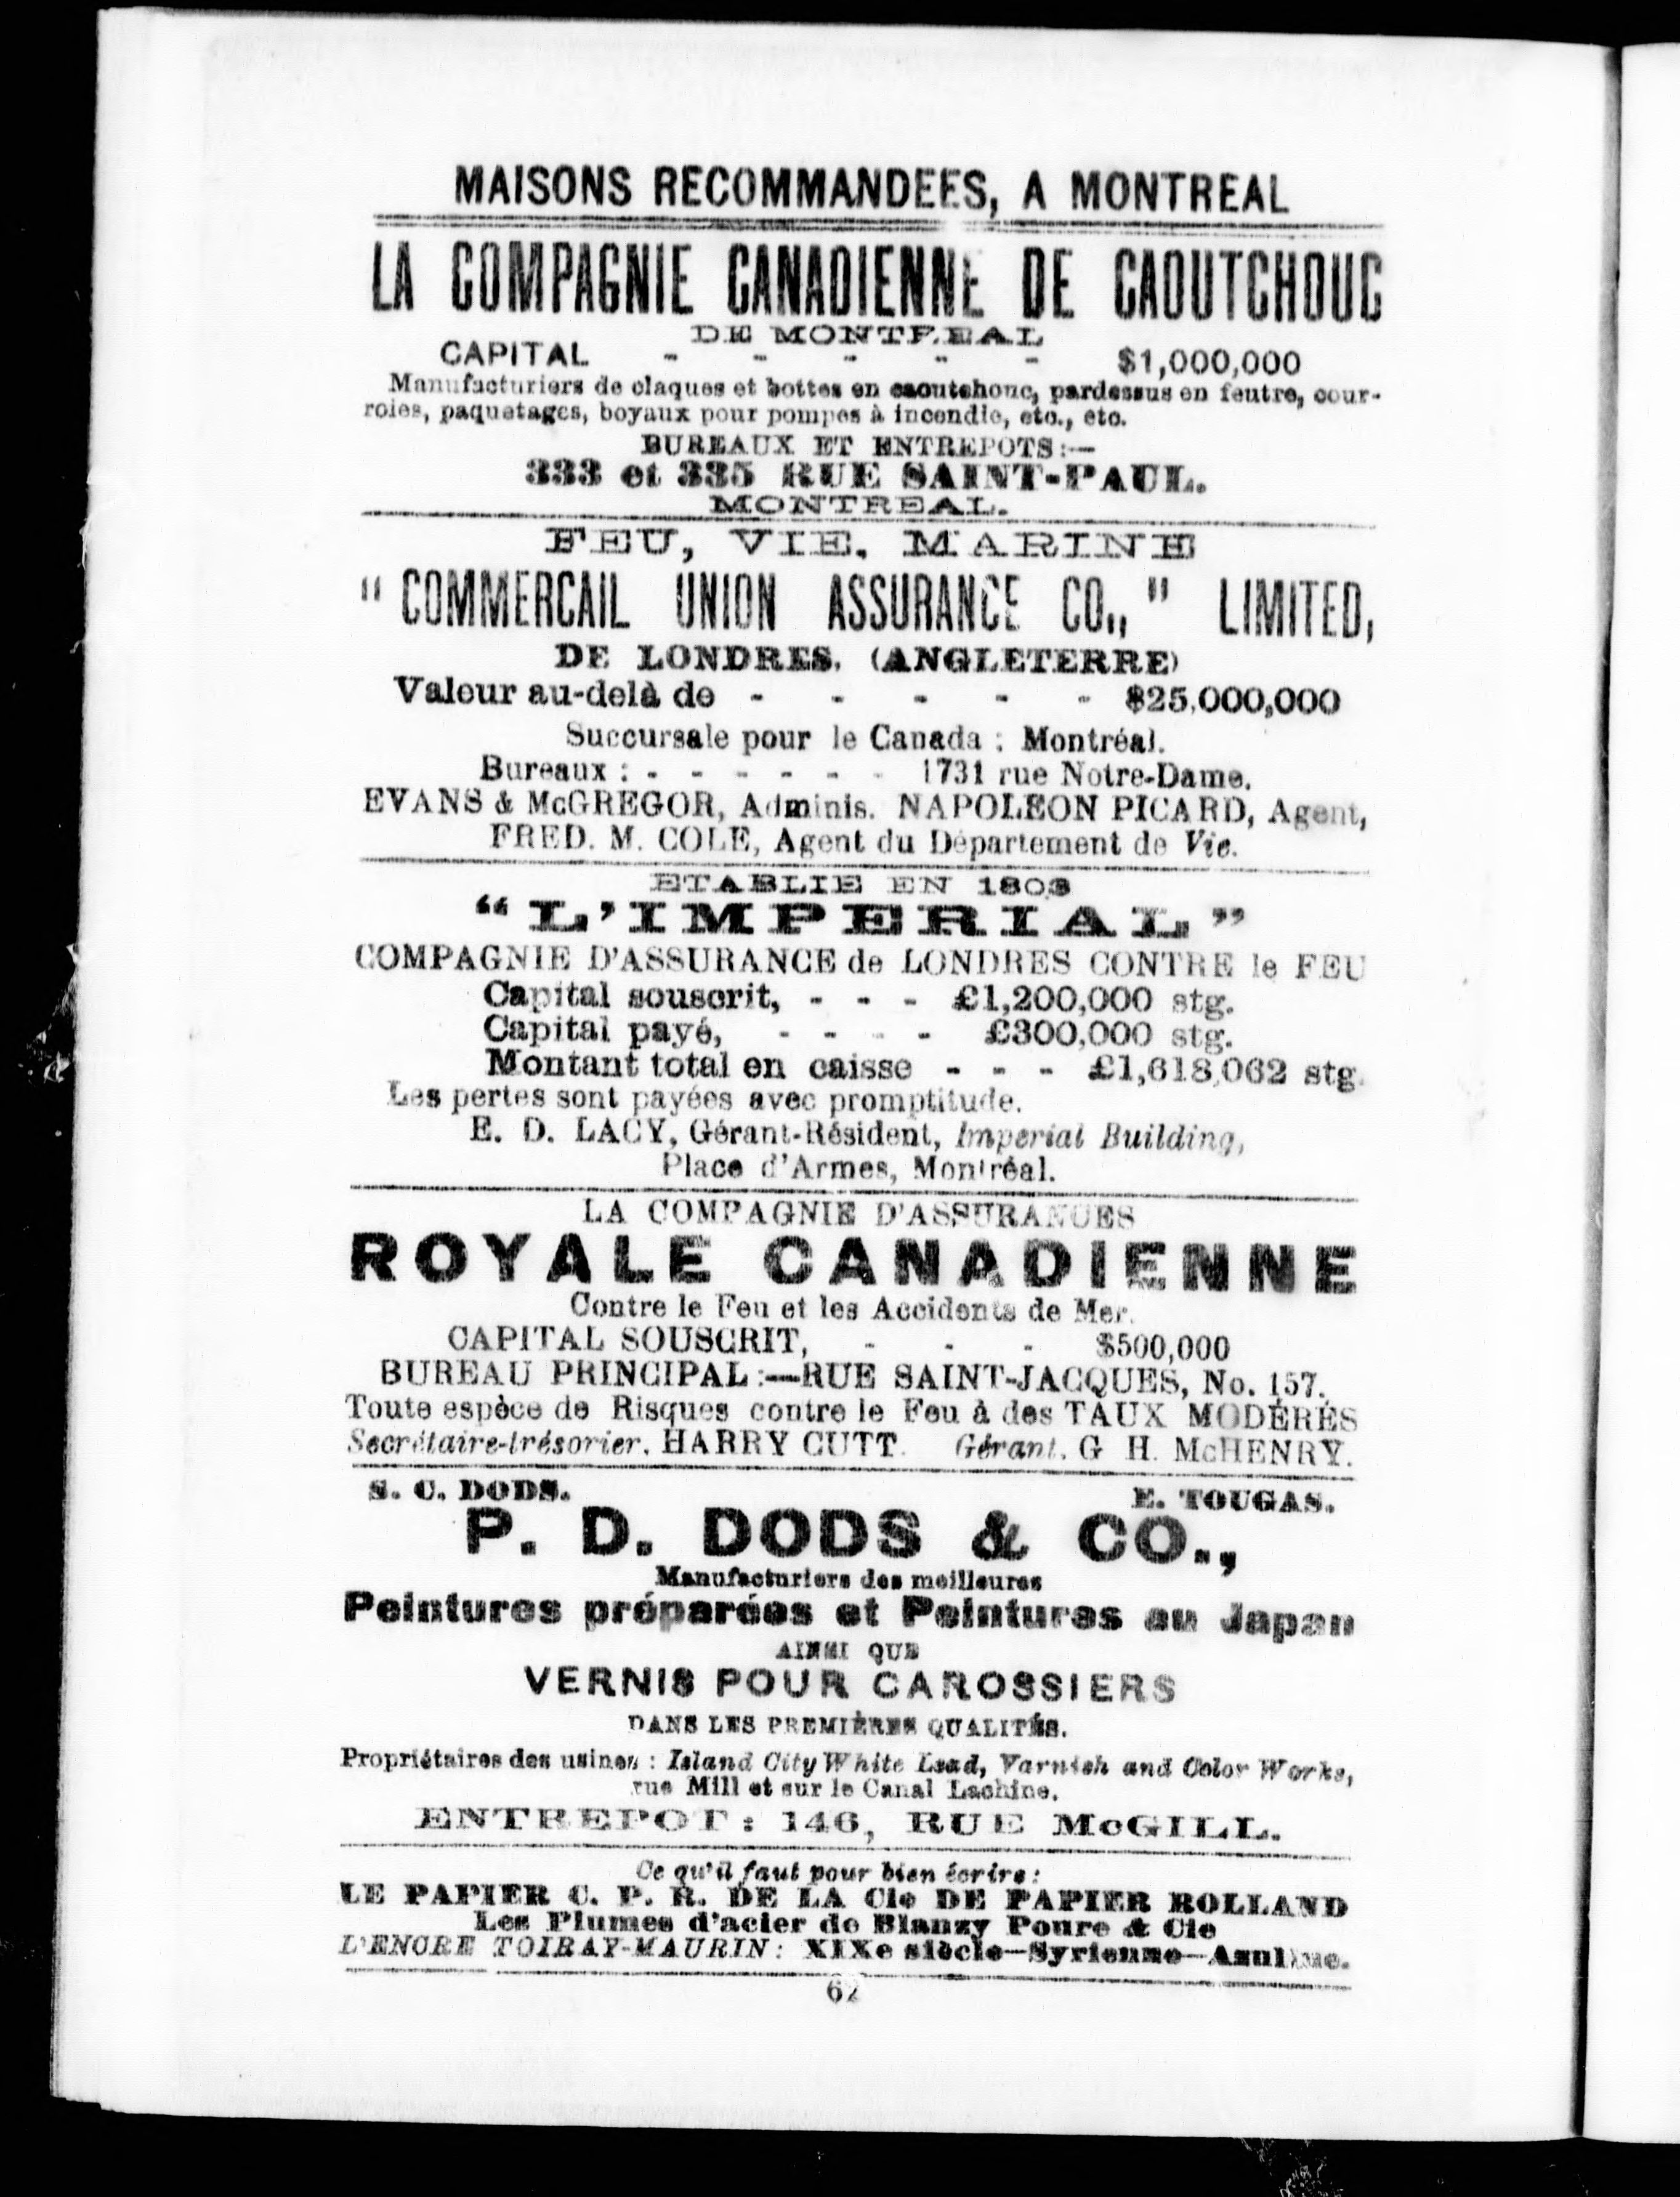 MAISONS RECOMMANDEES, A MONTREAL
LA COMPAGNIE CANADIENNE DE CAOUTCHOUC
DE MONTREAL
CAPITAL - - - - - $1,000,000
Manufacturiers de claques et bottes en caoutchouc, pardessus en feutre, cour-
roies, paquetages, boyaux pour pompes à incendie, etc., etc.
BUREAUX ET ENTREPOTS:—
333 et 335 RUE SAINT-PAUL.
MONTREAL.
FEU, VIE, MARINE
"COMMERCAIL UNION ASSURANCE CO.," LIMITED,
DE LONDRES, (ANGLETERRE)
Valeur au-delà de - - - - - $25,000,000
Succursale pour le Canada : Montréal.
Bureaux : - - - - - - 1731 rue Notre-Dame.
EVANS & McGREGOR, Adminis. NAPOLEON PICARD, Agent,
FRED. M. COLE, Agent du Département de Vie.
ETABLIE EN 1803
"L'IMPERIAL"
COMPAGNIE D'ASSURANCE de LONDRES CONTRE le FEU
Capital souscrit, - - - £1,200,000 stg.
Capital payé, - - - - £300,000 stg.
Montant total en caisse - - - £1,618,062 stg.
Les pertes sont payées avec promptitude.
E. D. LACY, Gérant-Résident, Imperial Building,
Place d'Armes, Montréal.
LA COMPAGNIE D'ASSURANCES
ROYALE CANADIENNE
Contre le Feu et les Accidents de Mer.
CAPITAL SOUSCRIT, - - - $500,000
BUREAU PRINCIPAL:—RUE SAINT-JACQUES, No. 157.
Toute espèce de Risques contre le Feu à des TAUX MODÉRÉS
Secrétaire-trésorier, HARRY CUTT. Gérant, G H. McHENRY.
S. C. DODS. E. TOUGAS.
P. D. DODS & CO.,
Manufacturiers des meilleures
Peintures préparées et Peintures au Japan
AINSI QUE
VERNIS POUR CAROSSIERS
DANS LES PREMIÈRES QUALITÉS.
Propriétaires des usines : Island City White Lead, Varnish and Color Works,
rue Mill et sur le Canal Lachine.
ENTREPOT: 146, RUE McGILL.
Ce qu'il faut pour bien écrire:
LE PAPIER C. P. R. DE LA Cie DE PAPIER ROLLAND
Les Plumes d'acier de Blanzy Poure & Cie
L'ENCRE TOIRAY-MAURIN: XIXe siècle—Syrienne—
62